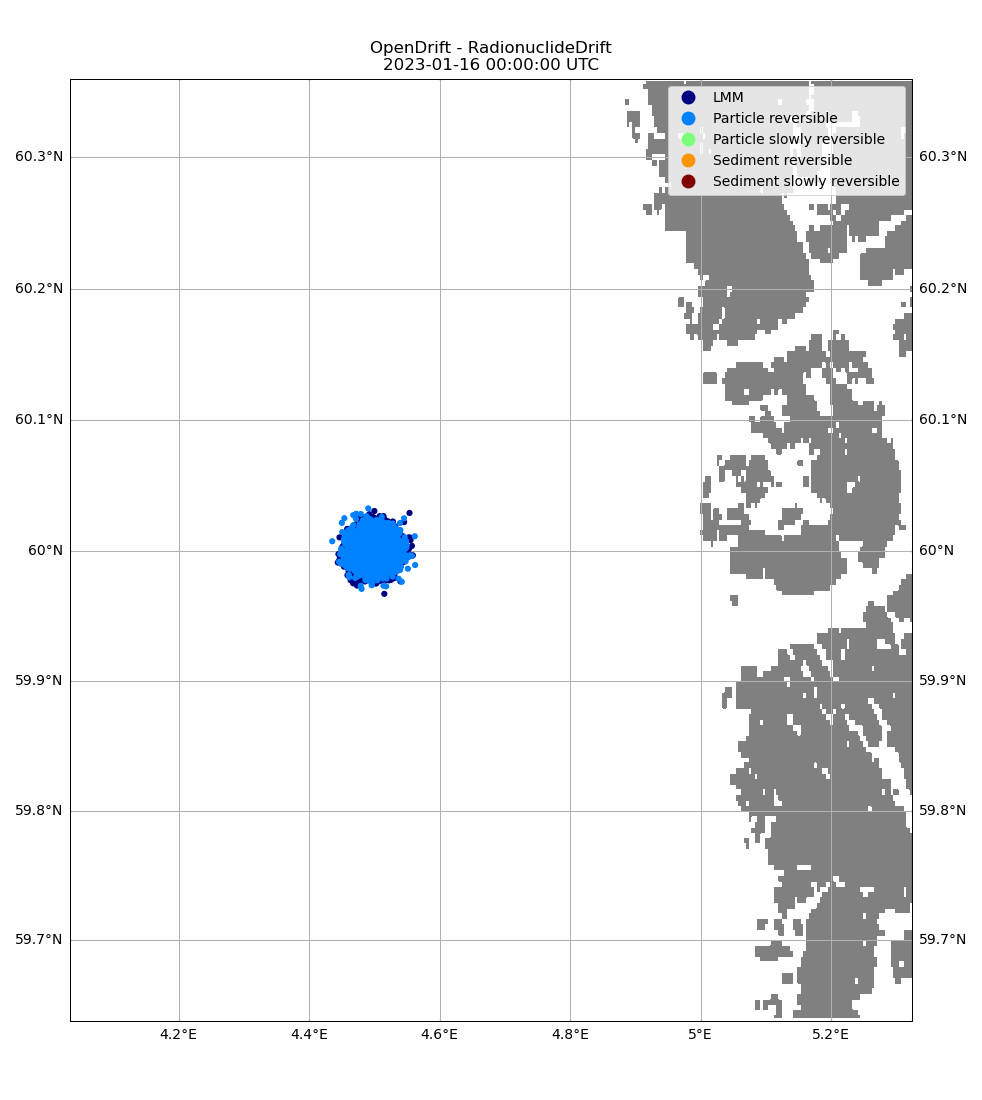 OpenDrift - RadionuclideDrift
2023-01-16 00:00:00 UTC
LMM
Particle reversible
Particle slowly reversible
Sediment reversible
Sediment slowly reversible
60.3°N 60.3°N
60.2°N 60.2°N
60.1°N 60.1°N
60°N 60°N
59.9°N 59.9°N
59.8°N 59.8°N
59.7°N 59.7°N
4.2°E 4.4°E 4.6°E 4.8°E 5°E 5.2°E